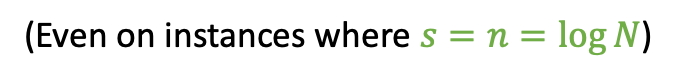 (Even on instances where s = n = log N)